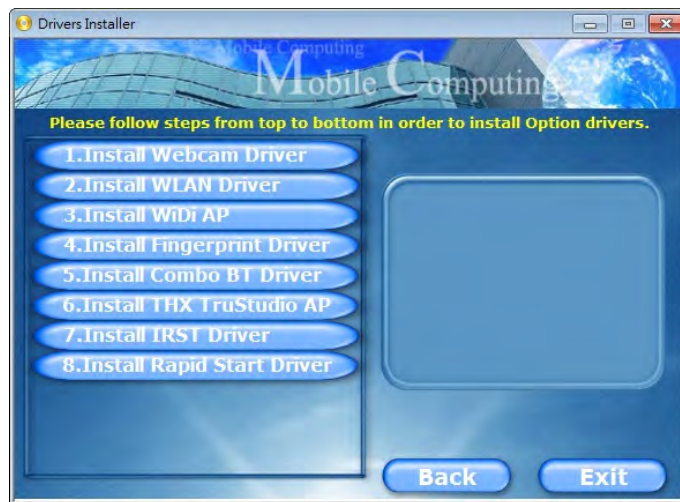 Drivers Installer
Mobile Computing
Mobile Computing
Please follow steps from top to bottom in order to install Option drivers.
1.Install Webcam Driver
2.Install WLAN Driver
3.Install WiDi AP
4.Install Fingerprint Driver
5.Install Combo BT Driver
6.Install THX TruStudio AP
7.Install IRST Driver
8.Install Rapid Start Driver
Back
Exit